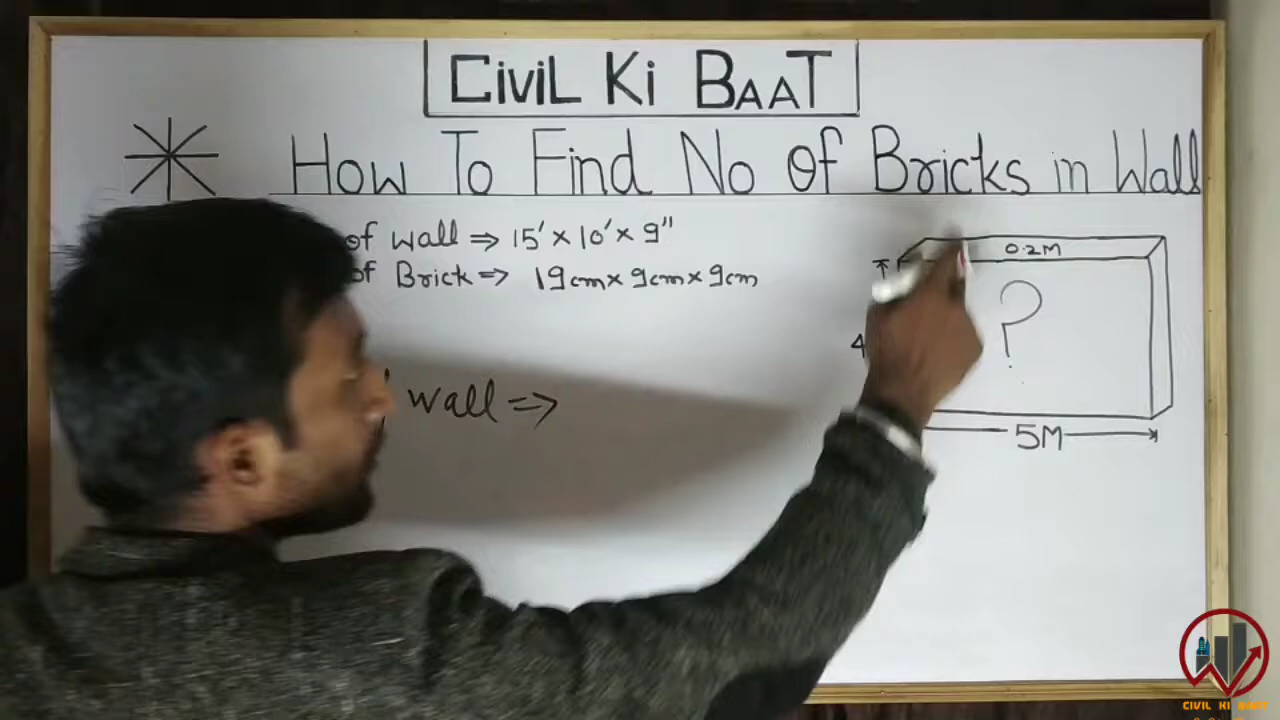 CiviL Ki BAAT
How To Find No Of Bricks in Wall
of wall ⇒ 15' × 10' × 9"
of Brick ⇒ 19cm × 9cm × 9cm
0.2M
?
4
wall ⇒
5M
CIVIL KI BAAT